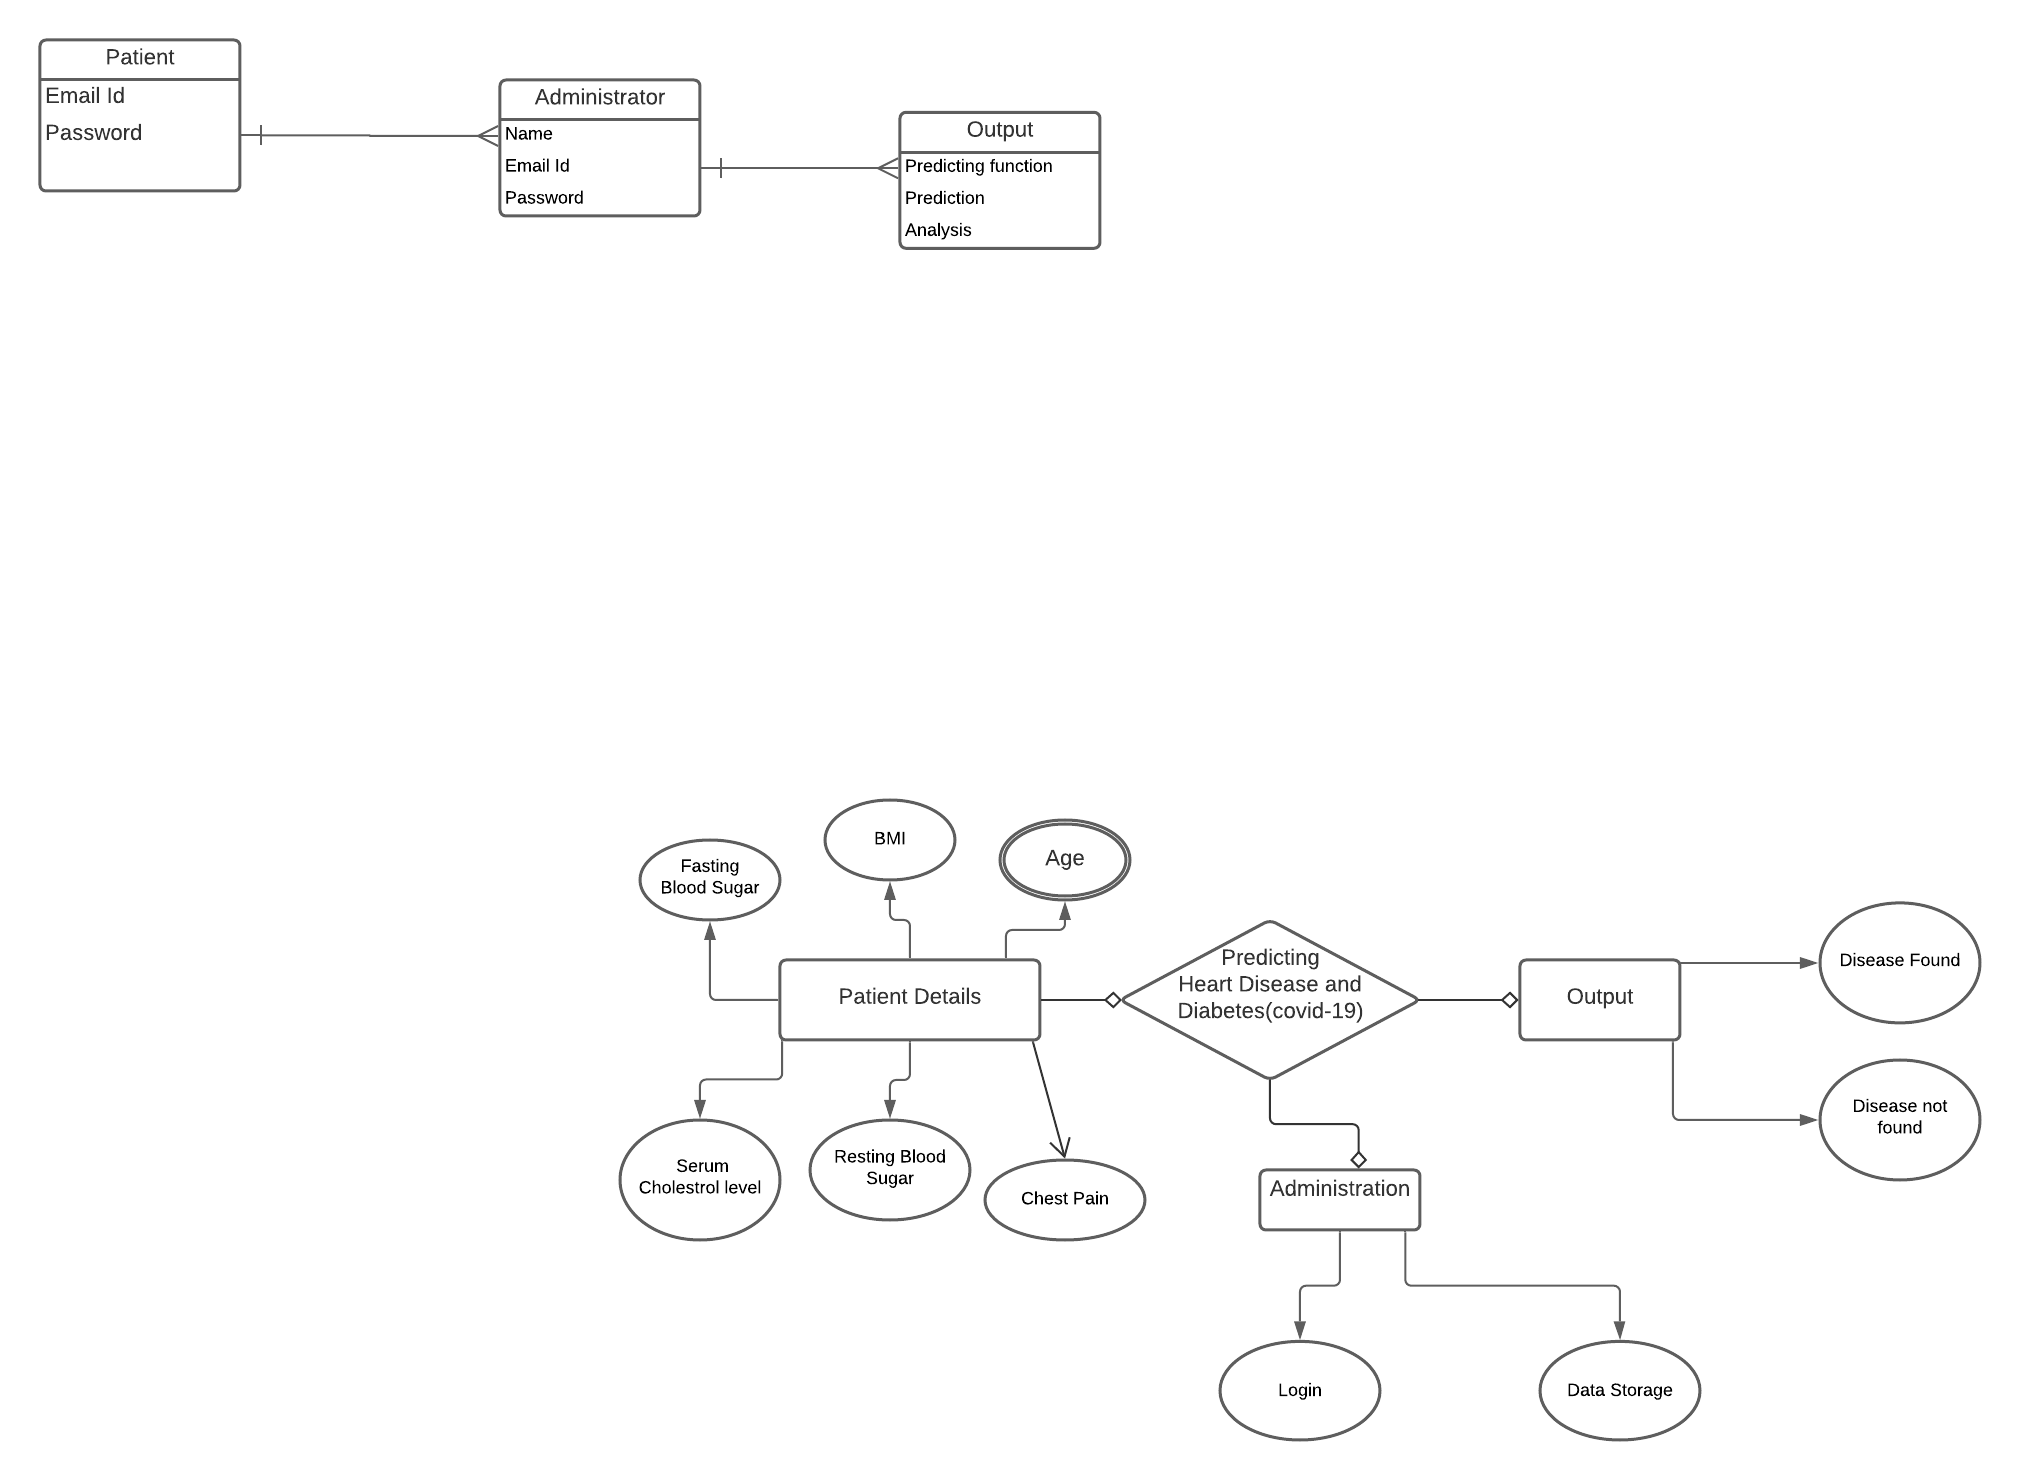 Patient
Email Id
Password
Administrator
Name
Email Id
Password
Output
Predicting function
Prediction
Analysis
BMI
Age
Fasting
Blood Sugar
Predicting
Heart Disease and
Diabetes(covid-19)
Patient Details
Output
Disease Found
Disease not
found
Serum
Cholestrol level
Resting Blood
Sugar
Chest Pain
Administration
Login
Data Storage